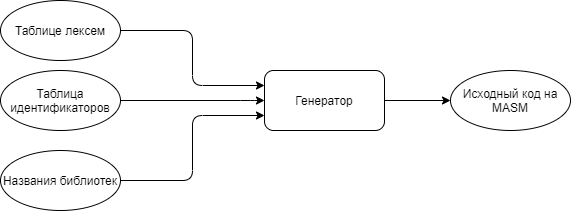 Таблице лексем
Таблица
идентификаторов
Названия библиотек
Генератор
Исходный код на
MASM